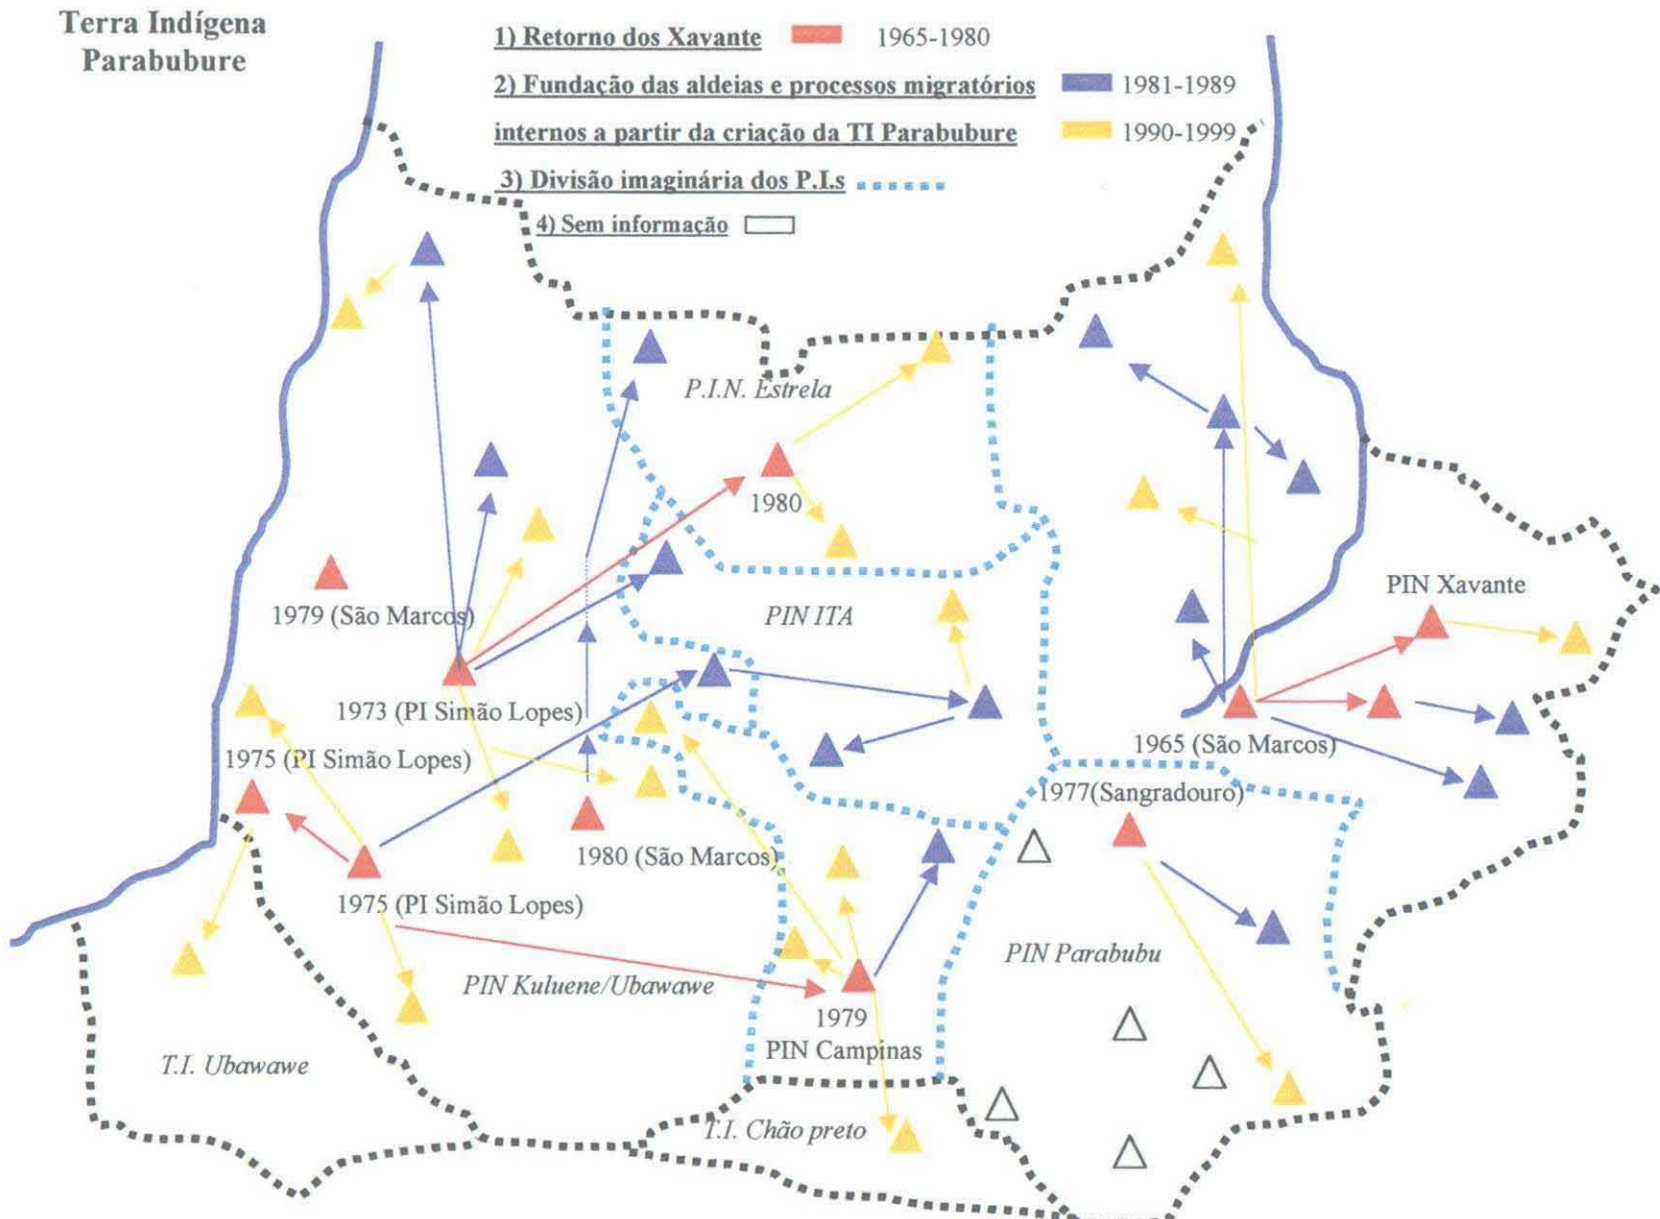 Terra Indígena
Parabubure
1) Retorno dos Xavante 1965-1980
2) Fundação das aldeias e processos migratórios 1981-1989
internos a partir da criação da TI Parabubure 1990-1999
3) Divisão imaginária dos P.I.s
4) Sem informação
P.I.N. Estrela
1980
1979 (São Marcos)
PIN ITA
PIN Xavante
1973 (PI Simão Lopes)
1975 (PI Simão Lopes)
1965 (São Marcos)
1977(Sangradouro)
1980 (São Marcos)
1975 (PI Simão Lopes)
PIN Kuluene/Ubawawe
PIN Parabubu
1979
PIN Campinas
T.I. Ubawawe
T.I. Chão preto